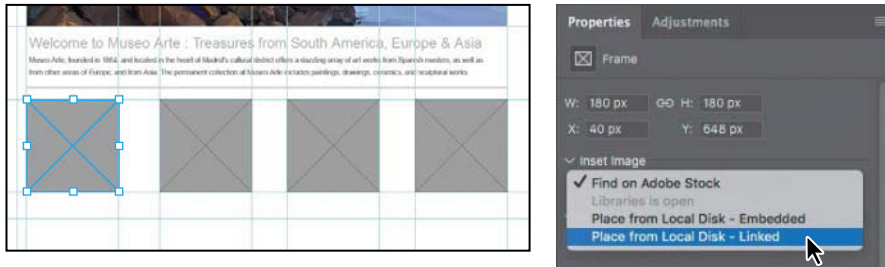 Welcome to Museo Arte : Treasures from South America, Europe & Asia
Museo Arte, founded in 1862, and located in the heart of Madrid's cultural district offers a dazzling array of art works from Spanish masters, as well as
from other areas of Europe, and from Asia. The permanent collection at Museo Arte includes paintings, drawings, ceramics, and sculptural works.
Properties Adjustments
Frame
W: 180 px H: 180 px
X: 40 px Y: 648 px
Inset Image
Find on Adobe Stock
Libraries is open
Place from Local Disk - Embedded
Place from Local Disk - Linked